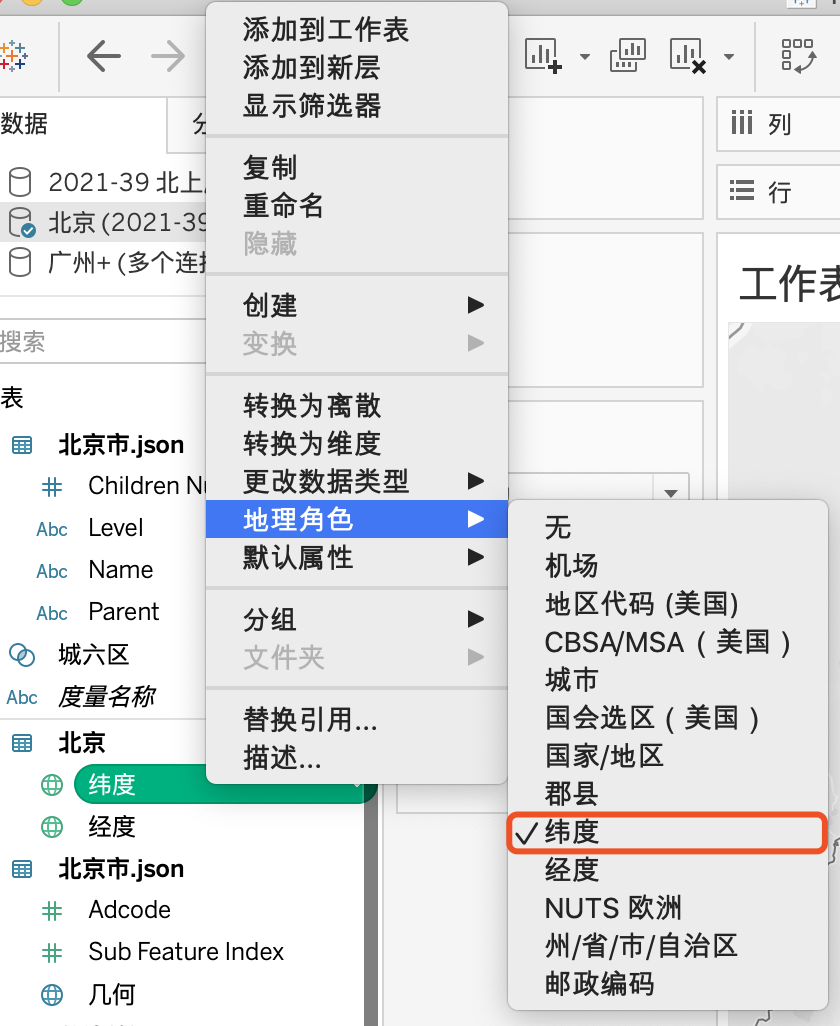 数据
2021-39 北上
北京 (2021-39
广州+ (多个连接
搜索
表
北京市.json
Children Nu
Abc Level
Abc Name
Abc Parent
城六区
Abc 度量名称
北京
纬度
经度
北京市.json
Adcode
Sub Feature Index
几何
添加到工作表
添加到新层
显示筛选器
复制
重命名
隐藏
创建
变换
转换为离散
转换为维度
更改数据类型
地理角色
默认属性
分组
文件夹
替换引用...
描述...
无
机场
地区代码 (美国)
CBSA/MSA（美国）
城市
国会选区（美国）
国家/地区
郡县
纬度
经度
NUTS 欧洲
州/省/市/自治区
邮政编码
列
行
工作表